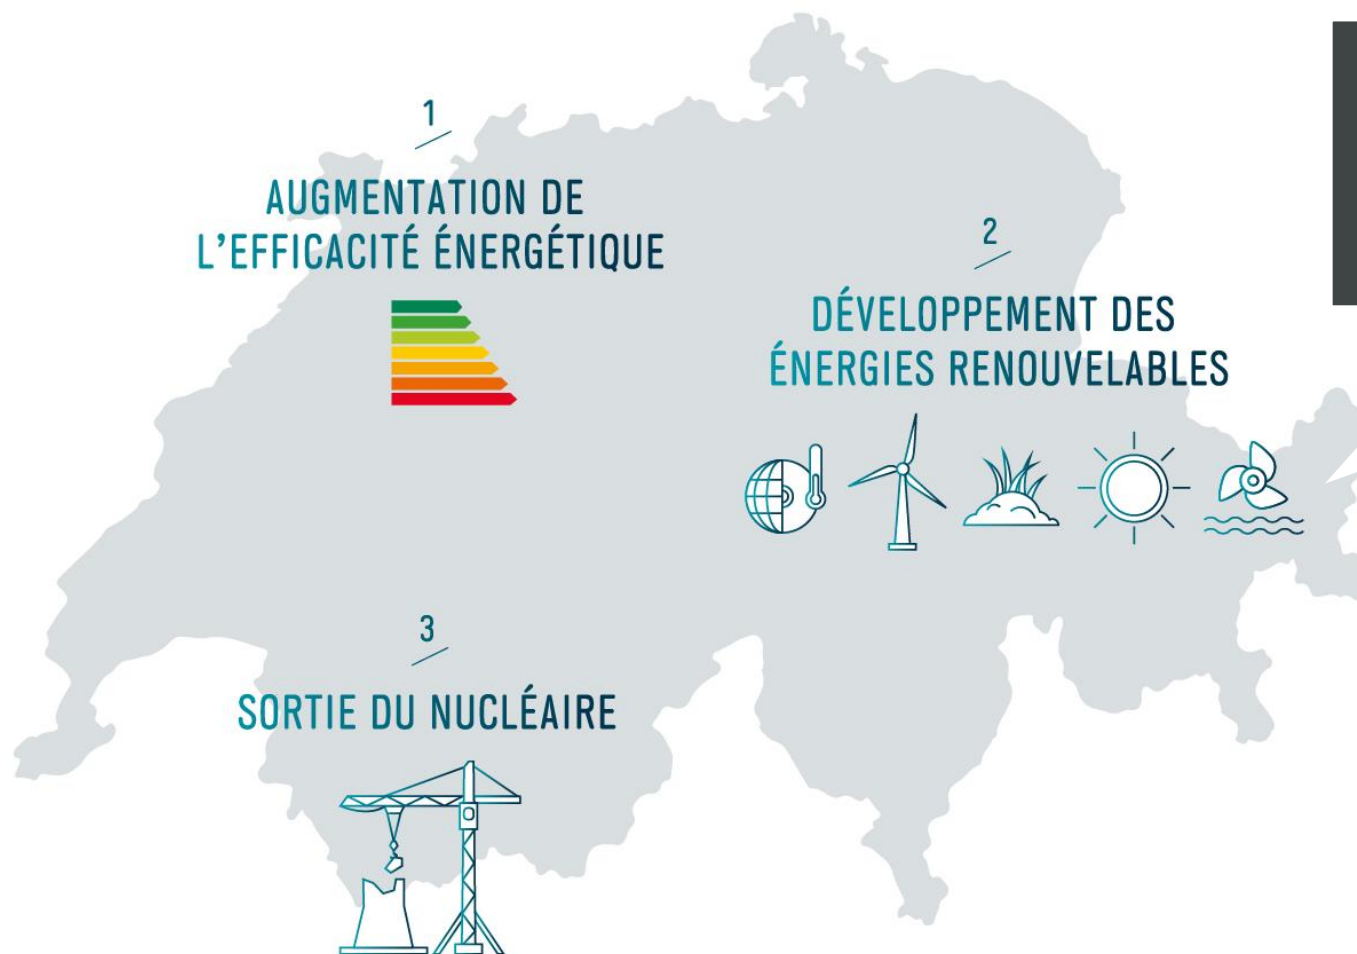 1
AUGMENTATION DE
L'EFFICACITÉ ÉNERGÉTIQUE
2
DÉVELOPPEMENT DES
ÉNERGIES RENOUVELABLES
3
SORTIE DU NUCLÉAIRE